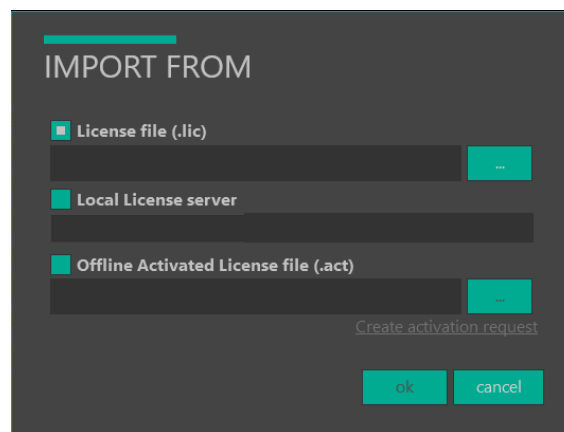 IMPORT FROM
License file (.lic)
...
Local License server
Offline Activated License file (.act)
...
Create activation request
ok
cancel